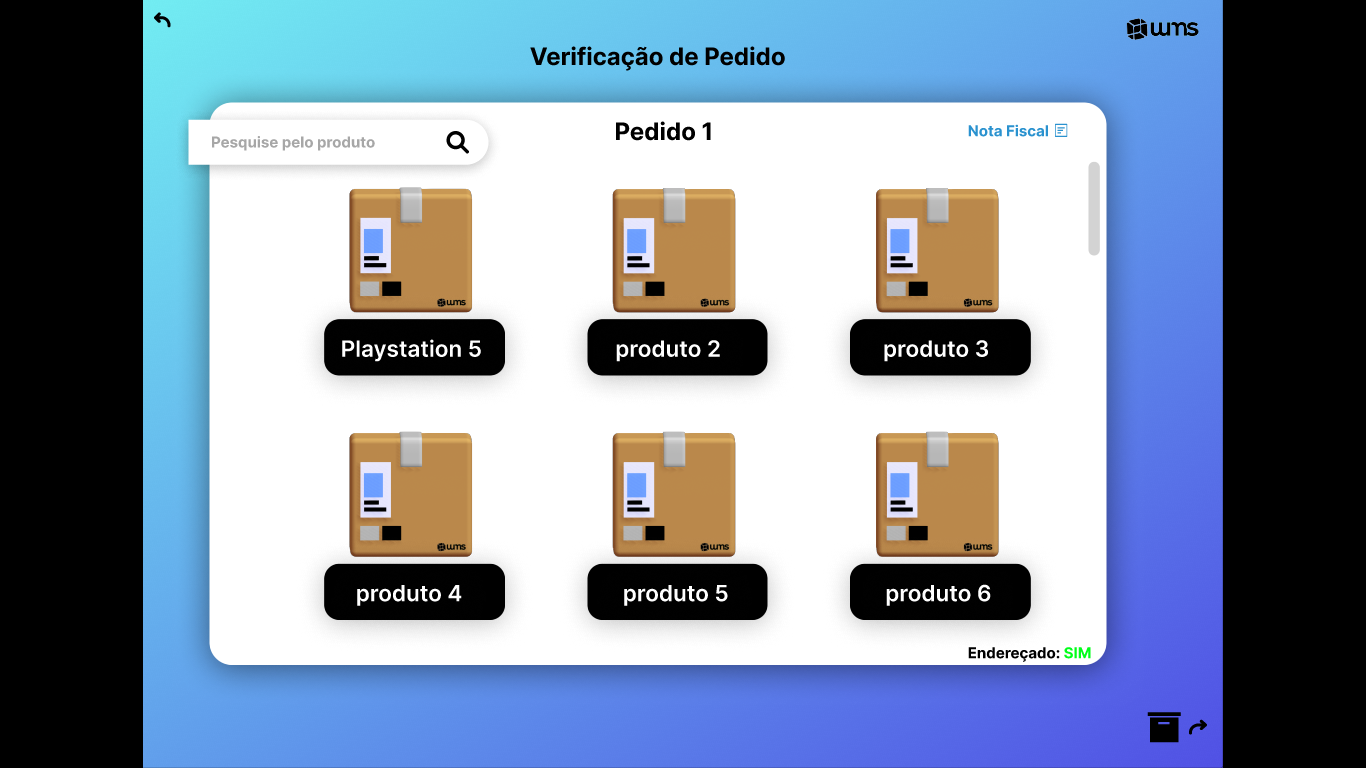 wms
Verificação de Pedido
Pesquise pelo produto
Pedido 1
Nota Fiscal
wms
wms
wms
Playstation 5
produto 2
produto 3
wms
wms
wms
produto 4
produto 5
produto 6
Endereçado: SIM